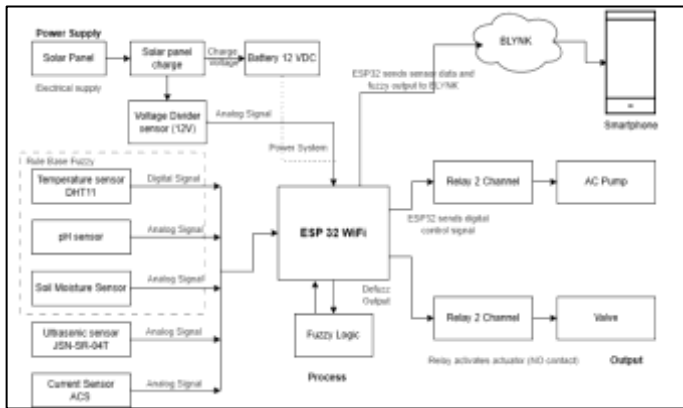 Power Supply
Solar Panel
Solar panel
charge
Charge
Voltage
Battery 12 VDC
Electrical supply
Voltage Divider
sensor (12V)
Analog Signal
Power System
BLYNK
ESP32 sends sensor data and
fuzzy output to BLYNK
Smartphone
Rule Base Fuzzy
Temperature sensor
DHT11
Digital Signal
pH sensor
Analog Signal
Soil Moisture Sensor
Analog Signal
Ultrasonic sensor
JSN-SR-04T
Analog Signal
Current Sensor
ACS
Analog Signal
ESP 32 WiFi
Relay 2 Channel
AC Pump
ESP32 sends digital
control signal
Defuzz
Output
Fuzzy Logic
Process
Relay 2 Channel
Valve
Relay activates actuator (NO contact)
Output